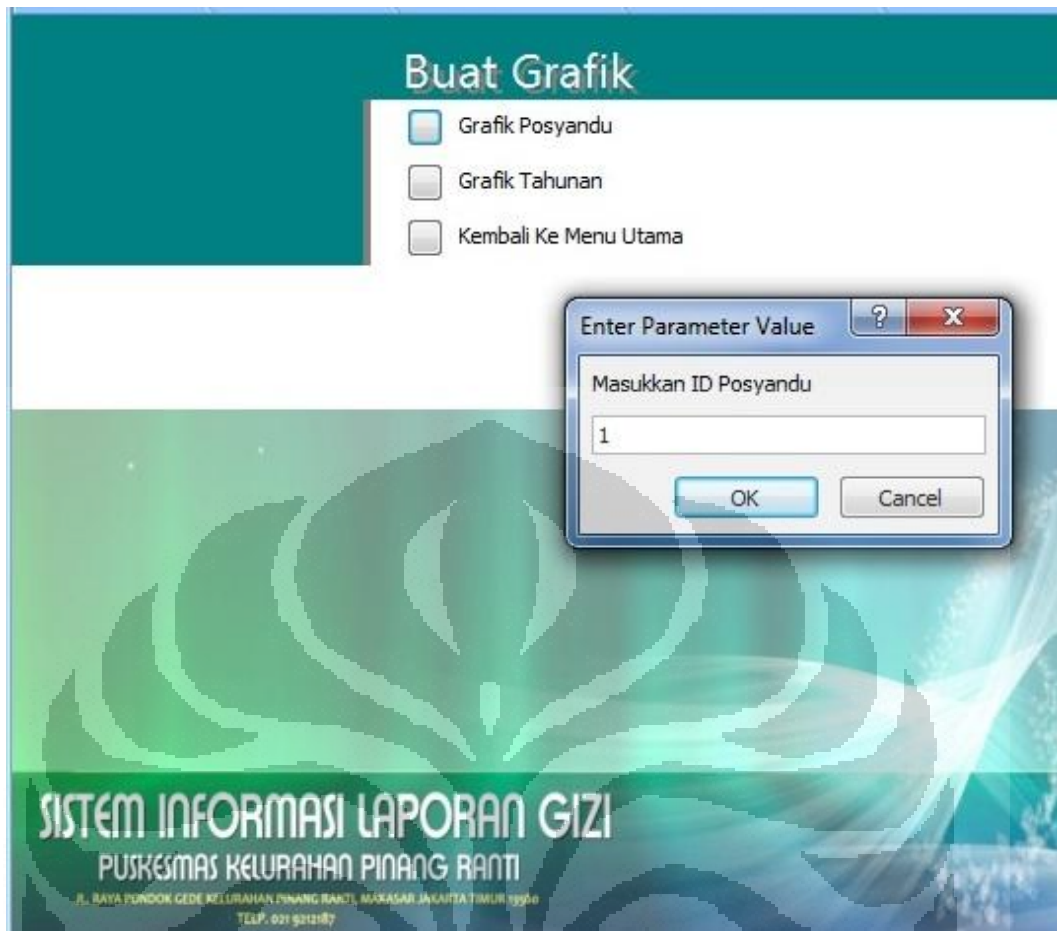 Buat Grafik
Grafik Posyandu
Grafik Tahunan
Kembali Ke Menu Utama
Enter Parameter Value
?
X
Masukkan ID Posyandu
1
OK
Cancel
SISTEM INFORMASI LAPORAN GIZI
PUSKESMAS KELURAHAN PINANG RANTI
JL. RAYA PONDOK GEDE KELURAHAN PINANG RANTI, MAKASAR JAKARTA TIMUR 13560
TELP. 021 9212187